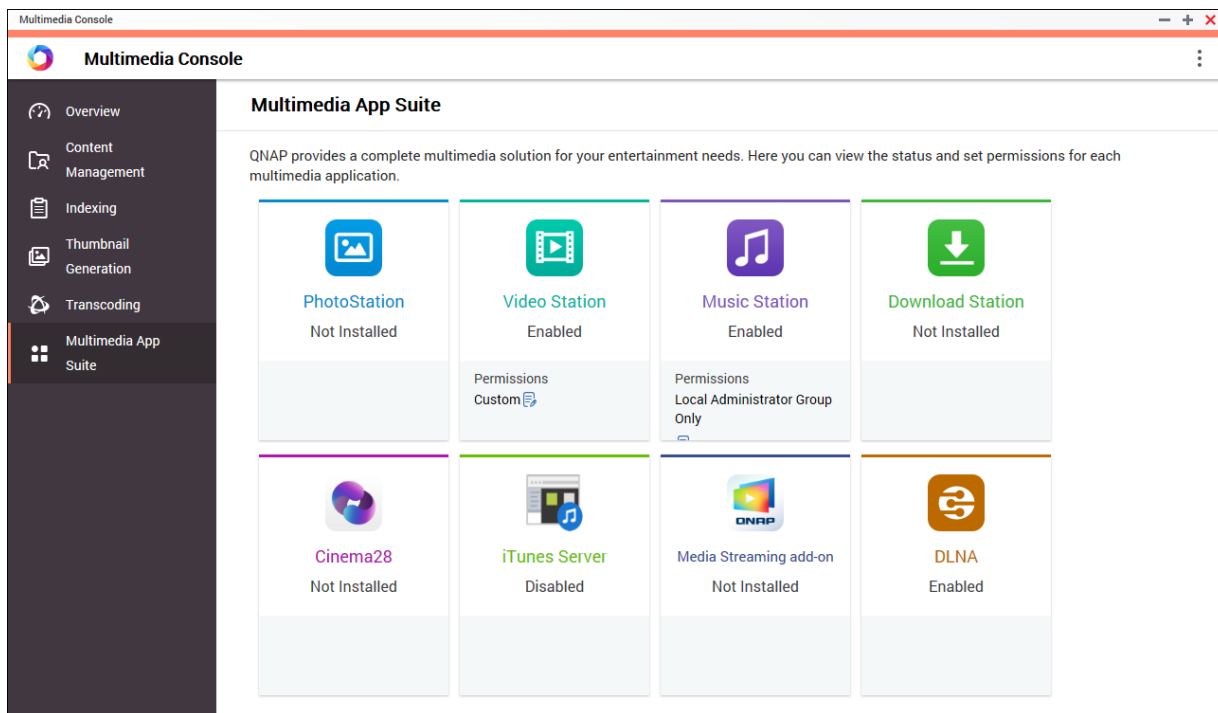 Multimedia Console
Multimedia Console
Overview
Content
Management
Indexing
Thumbnail
Generation
Transcoding
Multimedia App
Suite
Multimedia App Suite
QNAP provides a complete multimedia solution for your entertainment needs. Here you can view the status and set permissions for each
multimedia application.
PhotoStation
Not Installed
Video Station
Enabled
Permissions
Custom
Music Station
Enabled
Permissions
Local Administrator Group
Only
Download Station
Not Installed
Cinema28
Not Installed
iTunes Server
Disabled
QNAP
Media Streaming add-on
Not Installed
DLNA
Enabled